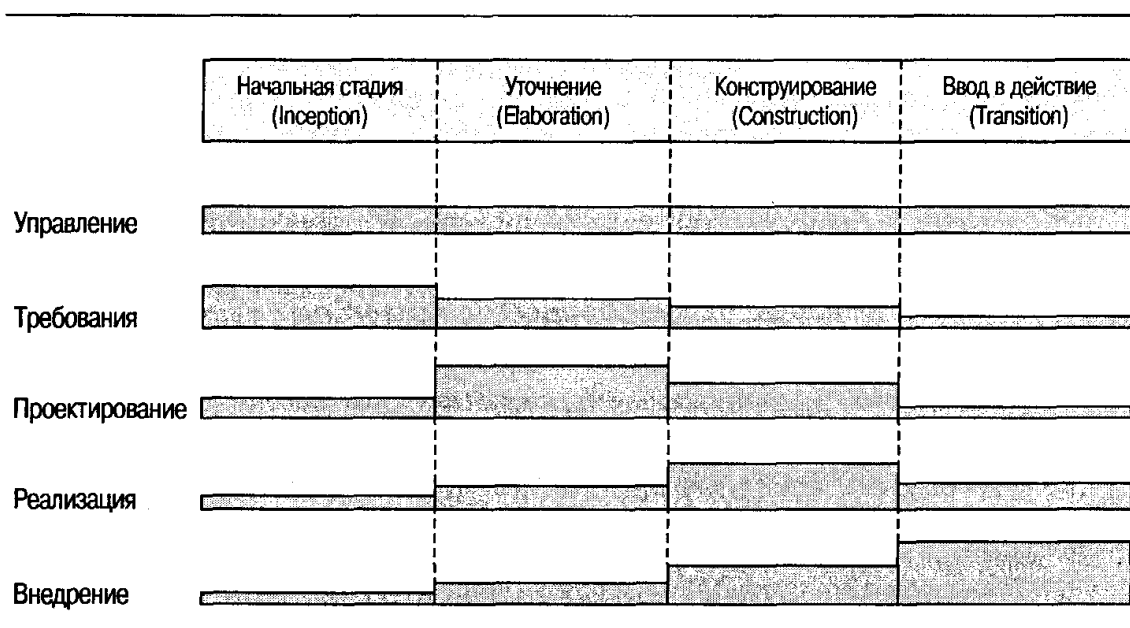 Начальная стадия
(Inception)
Уточнение
(Elaboration)
Конструирование
(Construction)
Ввод в действие
(Transition)
Управление
Требования
Проектирование
Реализация
Внедрение